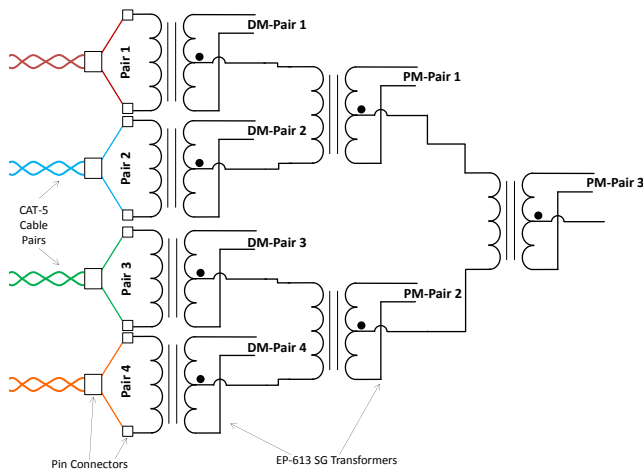 DM-Pair 1
Pair 1
PM-Pair 1
DM-Pair 2
Pair 2
PM-Pair 3
CAT-5
Cable
Pairs
DM-Pair 3
Pair 3
PM-Pair 2
DM-Pair 4
Pair 4
Pin Connectors
EP-613 SG Transformers